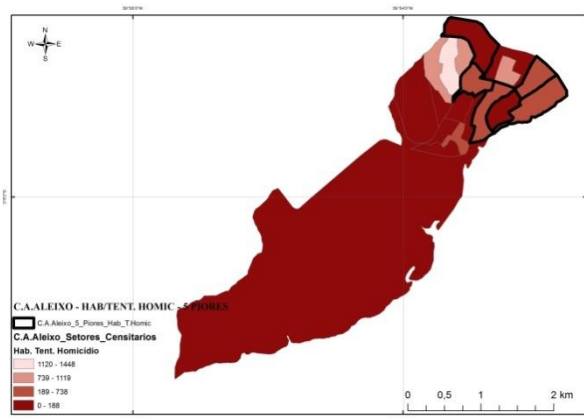 N
W E
S
C.A.ALEIXO - HAB/TENT. HOMIC - 5 PIORES
C.A.Aleixo_5_Piores_Hab_T.Homic
C.A.Aleixo_Setores_Censitarios
Hab. Tent. Homicidio
1120 - 1448
739 - 1119
189 - 738
0 - 188
0 0,5 1 2 km